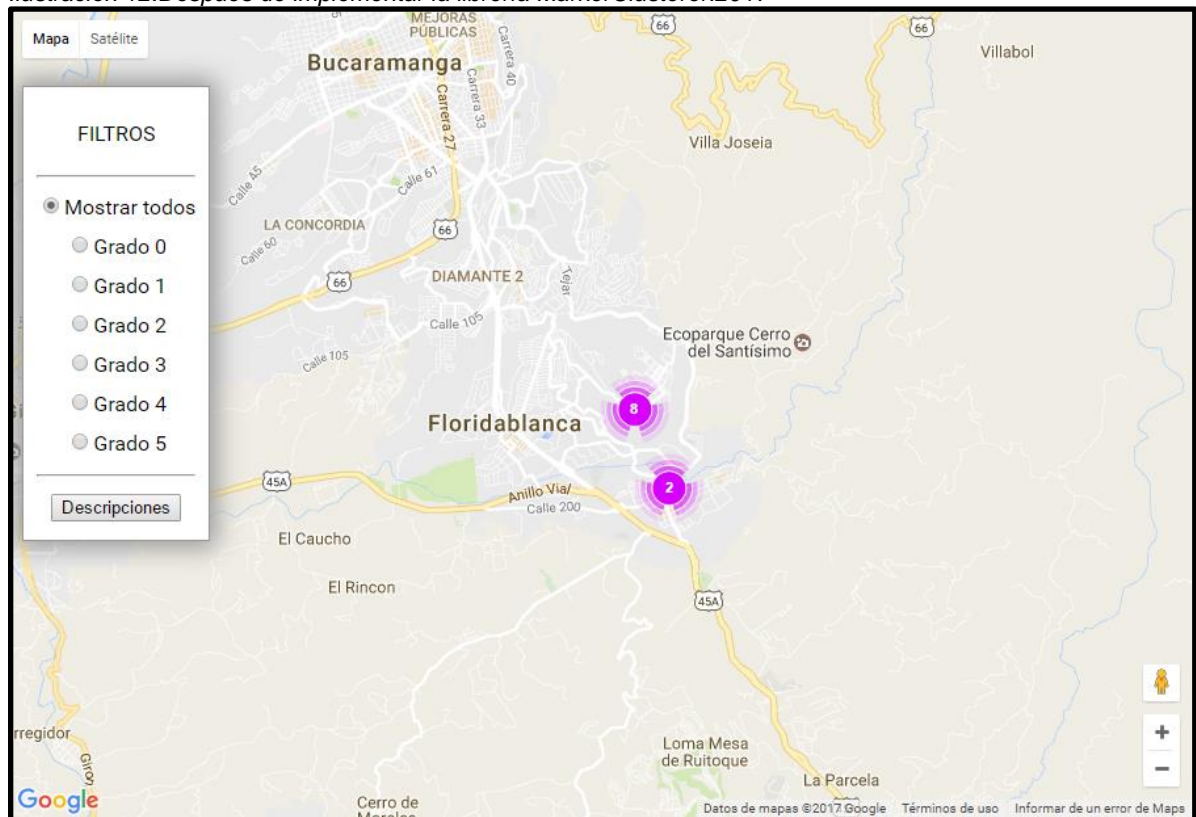 Mapa Satélite
FILTROS
Mostrar todos
Grado 0
Grado 1
Grado 2
Grado 3
Grado 4
Grado 5
Descripciones
MEJORAS
PÚBLICAS
Bucaramanga
Carrera 40
Carrera 33
Carrera 27
Calle 45
Calle 61
66
66
Villabol
Villa Joseia
LA CONCORDIA
66
Calle 60
66
DIAMANTE 2
Tejar
Calle 105
Calle 105
Ecoparque Cerro
del Santísimo
8
Floridablanca
2
45A
Anillo Vial
Calle 200
El Caucho
El Rincon
45A
Loma Mesa
de Ruitoque
La Parcela
rregidor
Giron
Cerro de
Google
Datos de mapas ©2017 Google Términos de uso Informar de un error de Maps